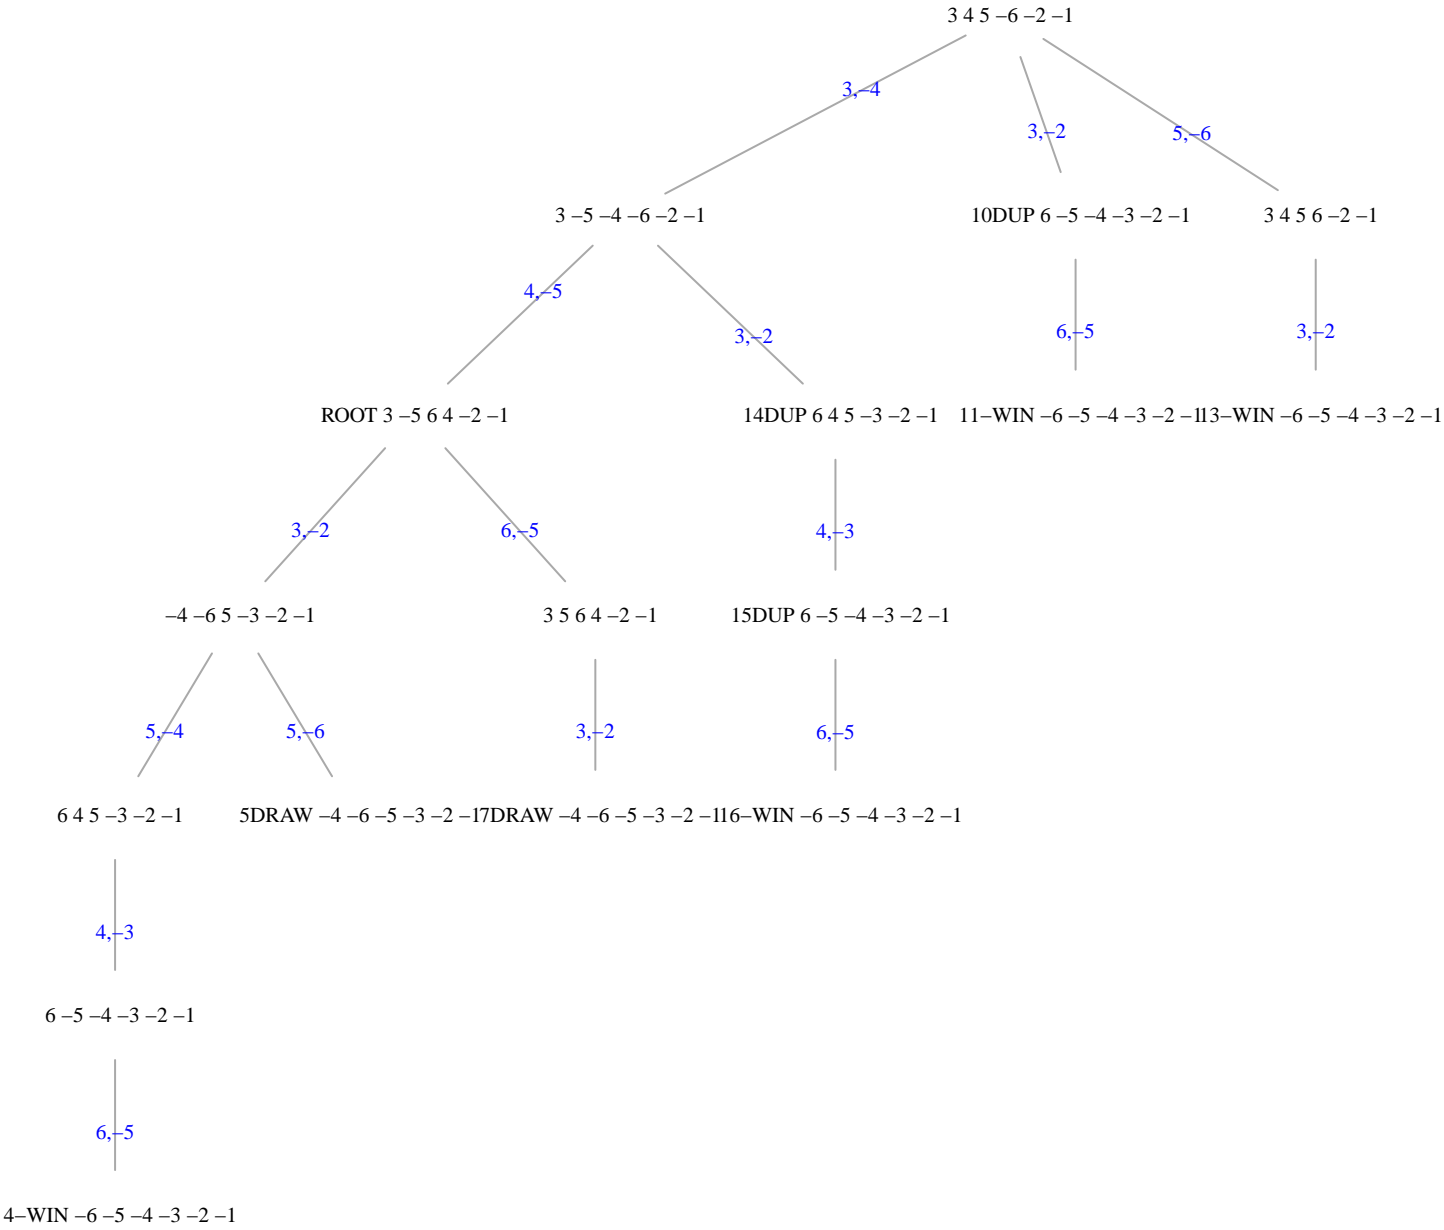 3 4 5 –6 –2 –1
3,–4
3,–2
5,–6
3 –5 –4 –6 –2 –1
10DUP 6 –5 –4 –3 –2 –1
3 4 5 6 –2 –1
4,–5
3,–2
6,–5
3,–2
ROOT 3 –5 6 4 –2 –1
14DUP 6 4 5 –3 –2 –1
11–WIN –6 –5 –4 –3 –2 –1
13–WIN –6 –5 –4 –3 –2 –1
3,–2
6,–5
4,–3
–4 –6 5 –3 –2 –1
3 5 6 4 –2 –1
15DUP 6 –5 –4 –3 –2 –1
5,–4
5,–6
3,–2
6,–5
6 4 5 –3 –2 –1
5DRAW –4 –6 –5 –3 –2 –1
7DRAW –4 –6 –5 –3 –2 –1
16–WIN –6 –5 –4 –3 –2 –1
4,–3
6 –5 –4 –3 –2 –1
6,–5
4–WIN –6 –5 –4 –3 –2 –1